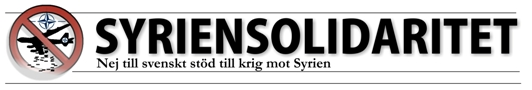 SYRIENSOLIDARITET
Nej till svenskt stöd till krig mot Syrien